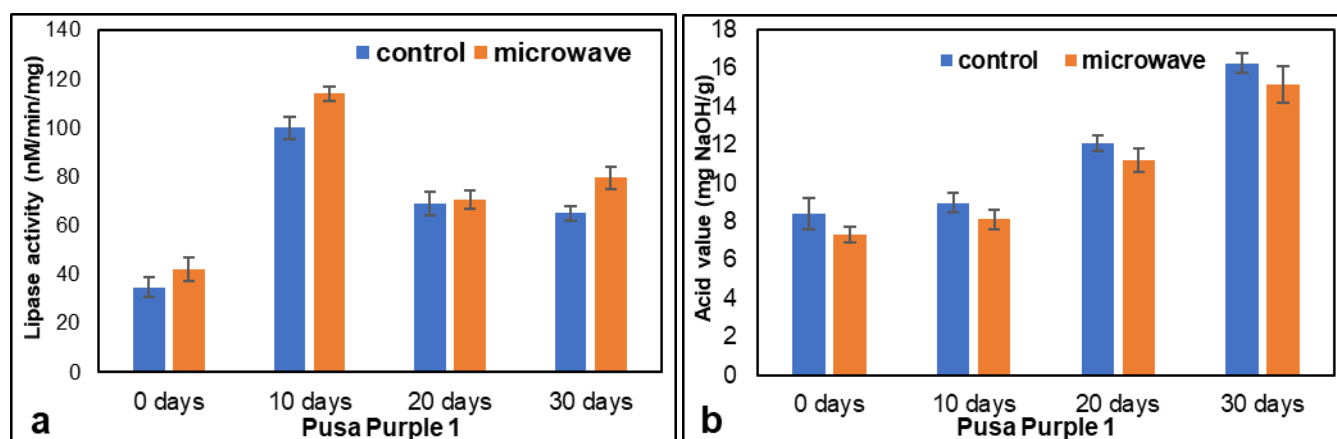 140
120
100
80
60
40
20
0
Lipase activity (nM/min/mg)
control microwave
0 days 10 days 20 days 30 days
Pusa Purple 1
a
18
16
14
12
10
8
6
4
2
0
Acid value (mg NaOH/g)
control microwave
0 days 10 days 20 days 30 days
Pusa Purple 1
b